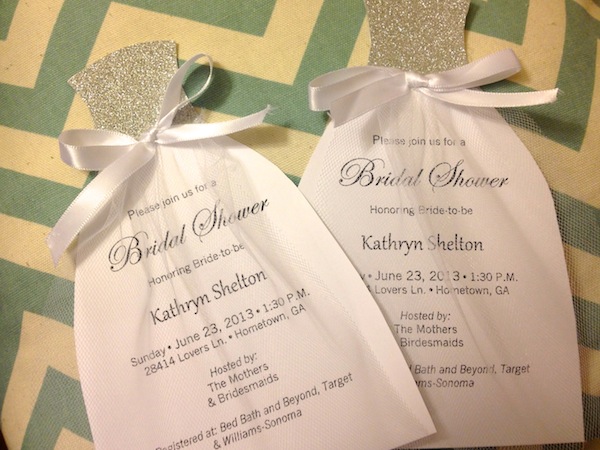 Please join us for a
Bridal Shower
Honoring Bride-to-be
Kathryn Shelton
Sunday • June 23, 2013 • 1:30 P.M.
28414 Lovers Ln. • Hometown, GA
Hosted by:
The Mothers
& Bridesmaids
Registered at: Bed Bath and Beyond, Target
& Williams-Sonoma
Please join us for a
Bridal Shower
Honoring Bride-to-be
Kathryn Shelton
• June 23, 2013 • 1:30 P.M.
Lovers Ln. • Hometown, GA
Hosted by:
The Mothers
Bridesmaids
Bed Bath and Beyond, Target
Williams-Sonoma